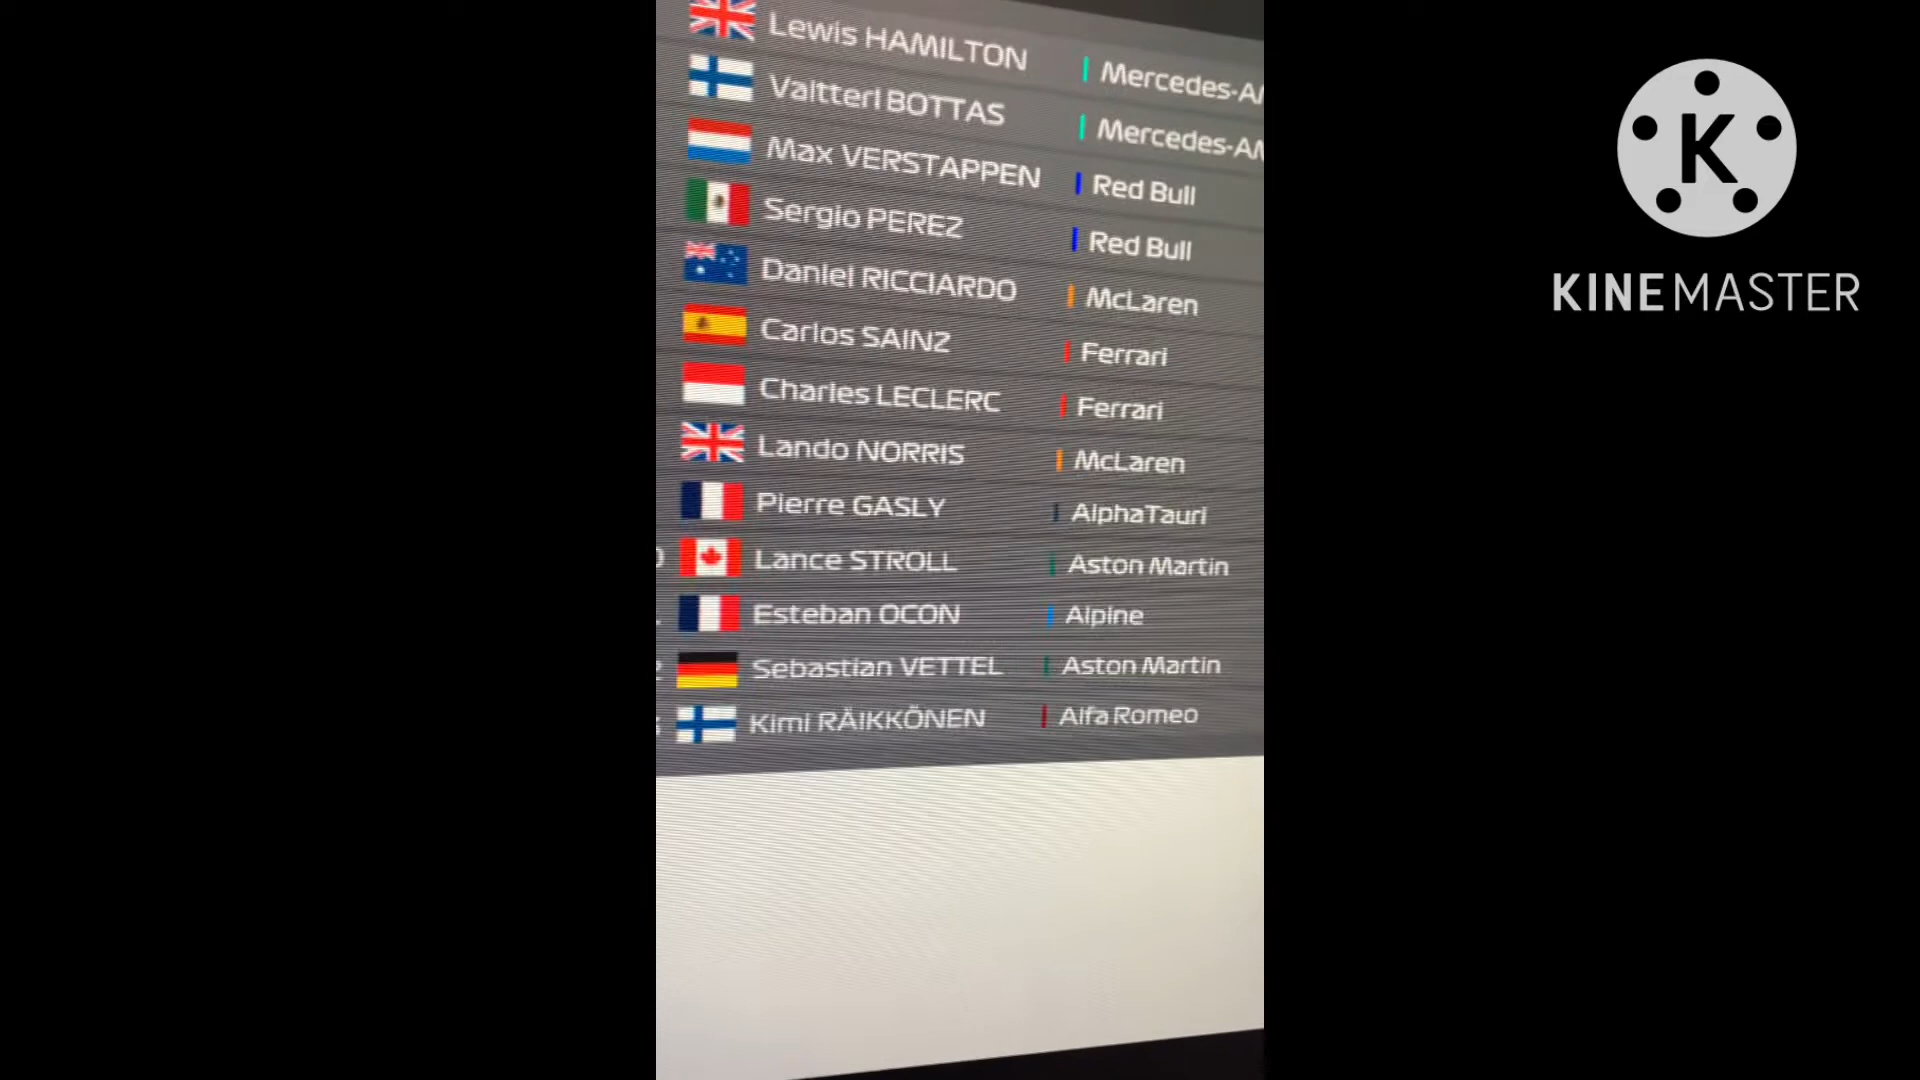 Lewis HAMILTON Mercedes-AM
Valtteri BOTTAS Mercedes-AM
Max VERSTAPPEN Red Bull
Sergio PEREZ Red Bull
Daniel RICCIARDO McLaren
Carlos SAINZ Ferrari
Charles LECLERC Ferrari
Lando NORRIS McLaren
Pierre GASLY AlphaTauri
Lance STROLL Aston Martin
Esteban OCON Alpine
Sebastian VETTEL Aston Martin
Kimi RÄIKKÖNEN Alfa Romeo
K
KINEMASTER